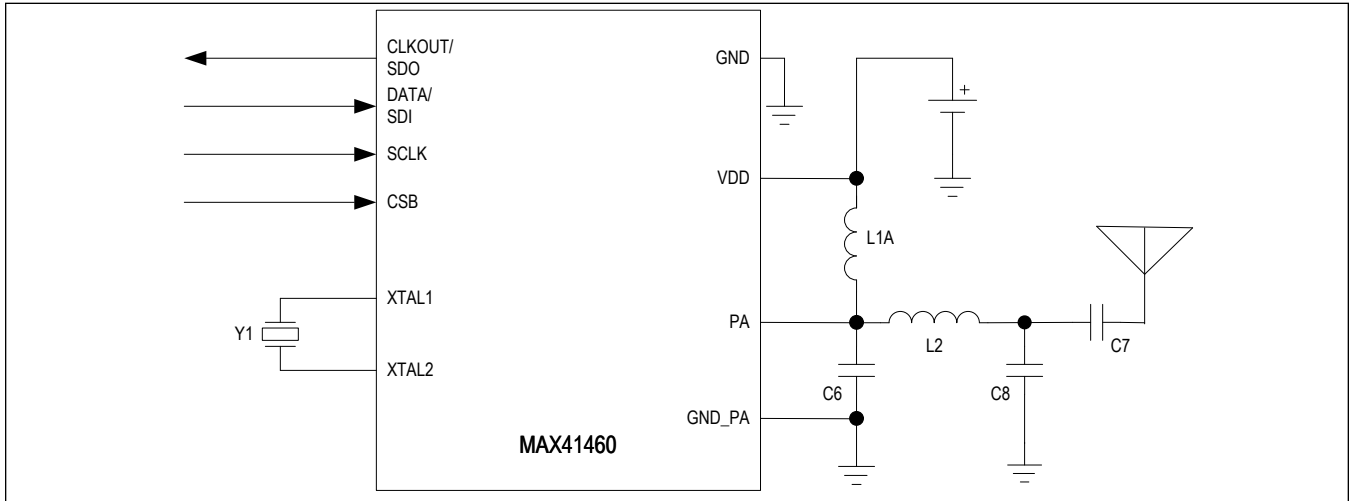 CLKOUT/
SDO
DATA/
SDI
SCLK
CSB
XTAL1
XTAL2
Y1
MAX41460
GND
VDD
PA
GND_PA
+
L1A
L2
C6
C8
C7